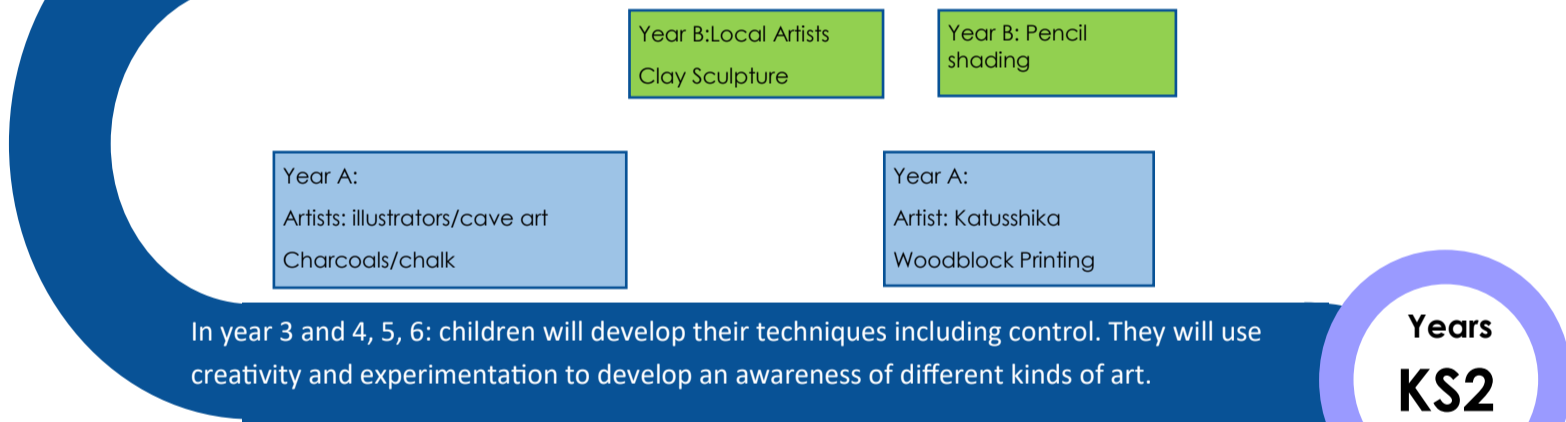 Year B:Local Artists
Clay Sculpture
Year B: Pencil
shading
Year A:
Artists: illustrators/cave art
Charcoals/chalk
Year A:
Artist: Katusshika
Woodblock Printing
In year 3 and 4, 5, 6: children will develop their techniques including control. They will use
creativity and experimentation to develop an awareness of different kinds of art.
Years
KS2